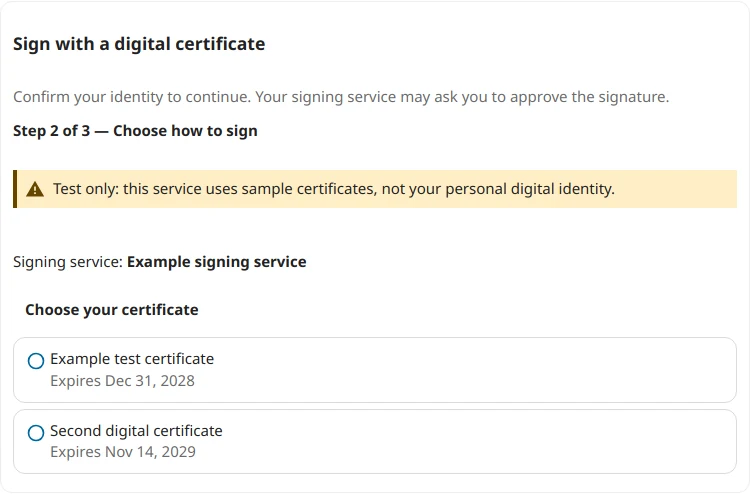 Sign with a digital certificate
Confirm your identity to continue. Your signing service may ask you to approve the signature.
Step 2 of 3 — Choose how to sign
Test only: this service uses sample certificates, not your personal digital identity.
Signing service: Example signing service
Choose your certificate
Example test certificate
Expires Dec 31, 2028
Second digital certificate
Expires Nov 14, 2029